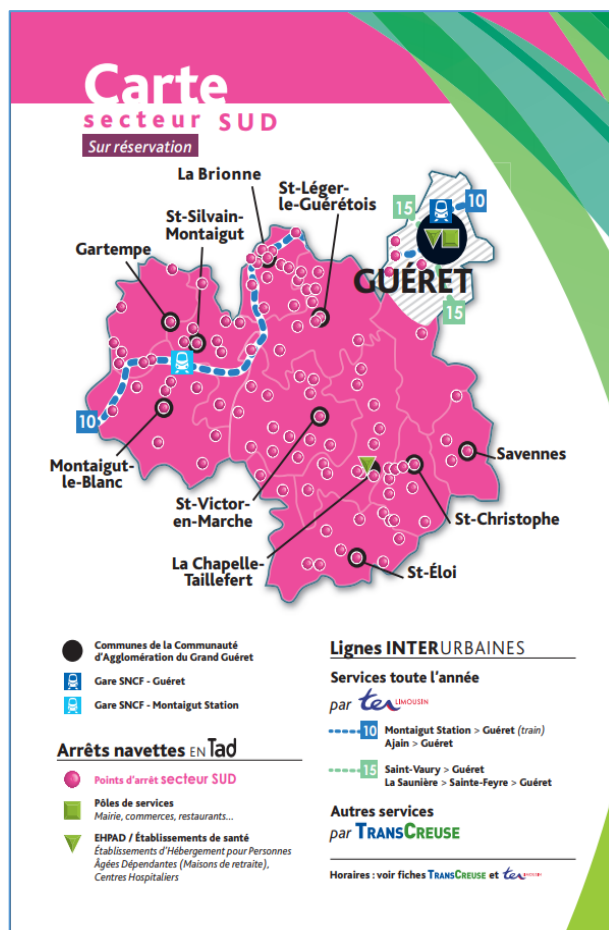 Carte
secteur SUD
Sur réservation
La Brionne
St-Léger-
le-Guérétois
St-Silvain-
Montaigut
Gartempe
15
10
GUÉRET
15
10
Montaigut-
le-Blanc
Savennes
St-Victor-
en-Marche
St-Christophe
La Chapelle-
Taillefert
St-Éloi
Communes de la Communauté
d'Agglomération du Grand Guéret
Gare SNCF - Guéret
Gare SNCF - Montaigut Station
Arrêts navettes EN Tad
Points d'arrêt secteur SUD
Pôles de services
Mairie, commerces, restaurants...
EHPAD / Établissements de santé
Établissements d'Hébergement pour Personnes
Âgées Dépendantes (Maisons de retraite),
Centres Hospitaliers
Lignes INTERURBAINES
Services toute l'année
par ter LIMOUSIN
10 Montaigut Station > Guéret (train)
Ajain > Guéret
15 Saint-Vaury > Guéret
La Saunière > Sainte-Feyre > Guéret
Autres services
par TRANSCREUSE
Horaires : voir fiches TRANSCREUSE et ter LIMOUSIN